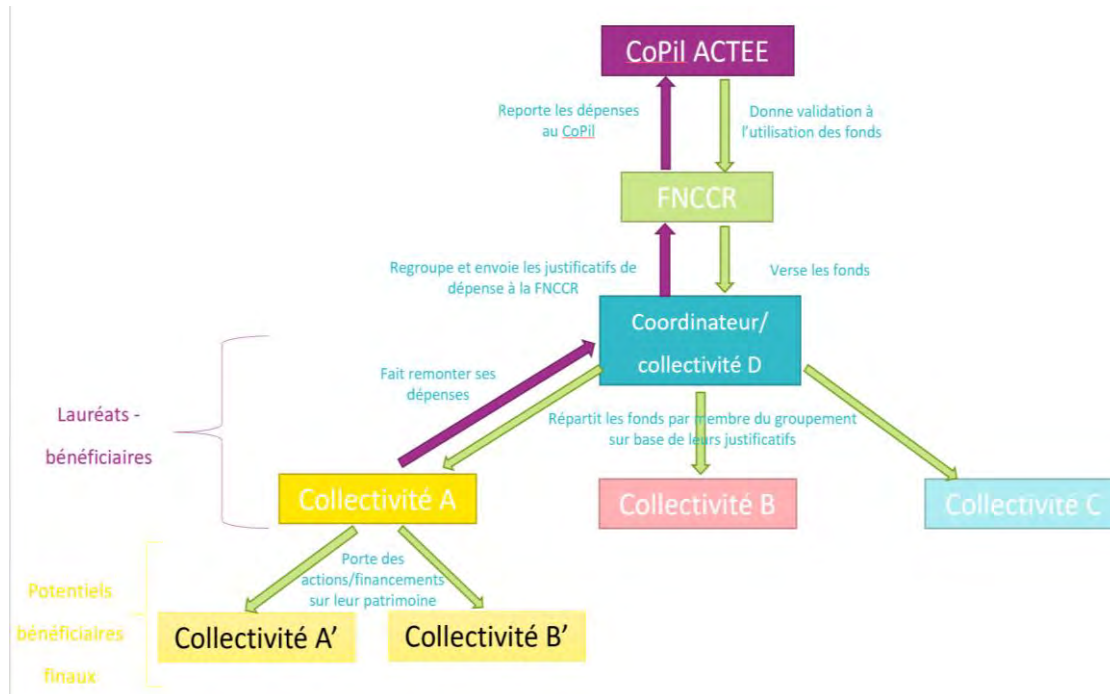 CoPil ACTEE
Reporte les dépenses
au CoPil
Donne validation à
l'utilisation des fonds
FNCCR
Regroupe et envoie les justificatifs de
dépense à la FNCCR
Verse les fonds
Coordinateur/
collectivité D
Fait remonter ses
dépenses
Lauréats -
bénéficiaires
Répartit les fonds par membre du groupement
sur base de leurs justificatifs
Collectivité A
Collectivité B
Collectivité C
Porte des
actions/financements
sur leur patrimoine
Potentiels
bénéficiaires
finaux
Collectivité A’
Collectivité B’